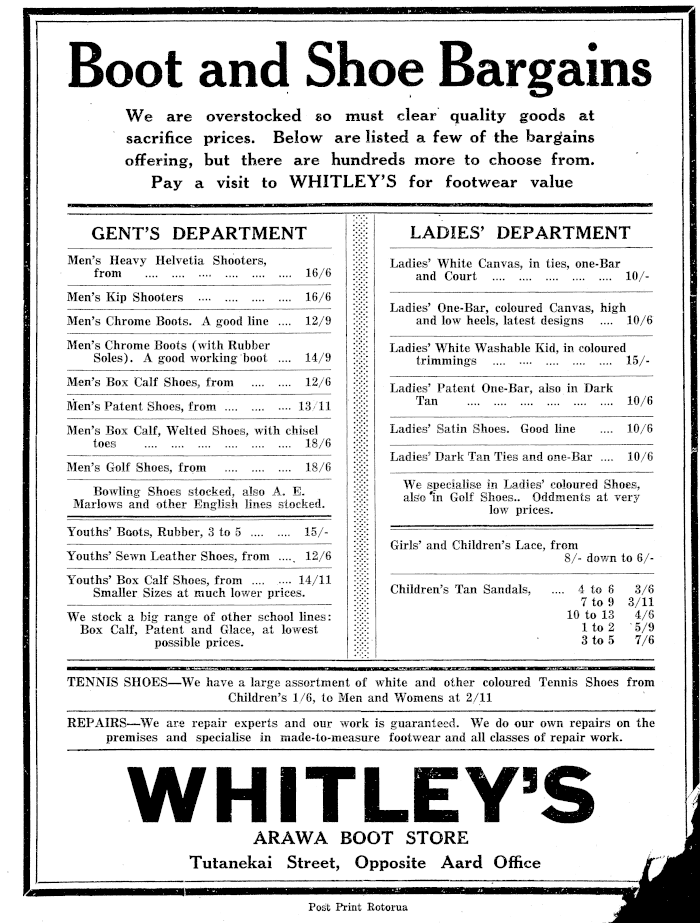 Boot and Shoe Bargains
We are overstocked so must clear quality goods at
sacrifice prices. Below are listed a few of the bargains
offering, but there are hundreds more to choose from.
Pay a visit to WHITLEY'S for footwear value
GENT'S DEPARTMENT
Men's Heavy Helvetia Shooters,
from .... .... .... .... .... .... 16/6
Men's Kip Shooters .... .... .... .... 16/6
Men's Chrome Boots. A good line .... 12/9
Men's Chrome Boots (with Rubber
Soles). A good working boot .... 14/9
Men's Box Calf Shoes, from .... .... 12/6
Men's Patent Shoes, from .... .... .... 13/11
Men's Box Calf, Welted Shoes, with chisel
toes .... .... .... .... .... .... 18/6
Men's Golf Shoes, from .... .... .... 18/6
Bowling Shoes stocked, also A. E.
Marlows and other English lines stocked.
Youths' Boots, Rubber, 3 to 5 .... .... 15/-
Youths' Sewn Leather Shoes, from .... 12/6
Youths' Box Calf Shoes, from .... .... 14/11
Smaller Sizes at much lower prices.
We stock a big range of other school lines:
Box Calf, Patent and Glace, at lowest
possible prices.
LADIES' DEPARTMENT
Ladies' White Canvas, in ties, one-Bar
and Court .... .... .... .... .... 10/-
Ladies' One-Bar, coloured Canvas, high
and low heels, latest designs .... 10/6
Ladies' White Washable Kid, in coloured
trimmings .... .... .... .... .... 15/-
Ladies' Patent One-Bar, also in Dark
Tan .... .... .... .... .... .... 10/6
Ladies' Satin Shoes. Good line .... 10/6
Ladies' Dark Tan Ties and one-Bar .... 10/6
We specialise in Ladies' coloured Shoes,
also in Golf Shoes.. Oddments at very
low prices.
Girls' and Children's Lace, from
8/- down to 6/-
Children's Tan Sandals, .... 4 to 6 3/6
7 to 9 3/11
10 to 13 4/6
1 to 2 5/9
3 to 5 7/6
TENNIS SHOES—We have a large assortment of white and other coloured Tennis Shoes from
Children's 1/6, to Men and Womens at 2/11
REPAIRS—We are repair experts and our work is guaranteed. We do our own repairs on the
premises and specialise in made-to-measure footwear and all classes of repair work.
WHITLEY'S
ARAWA BOOT STORE
Tutanekai Street, Opposite Aard Office
Post Print Rotorua